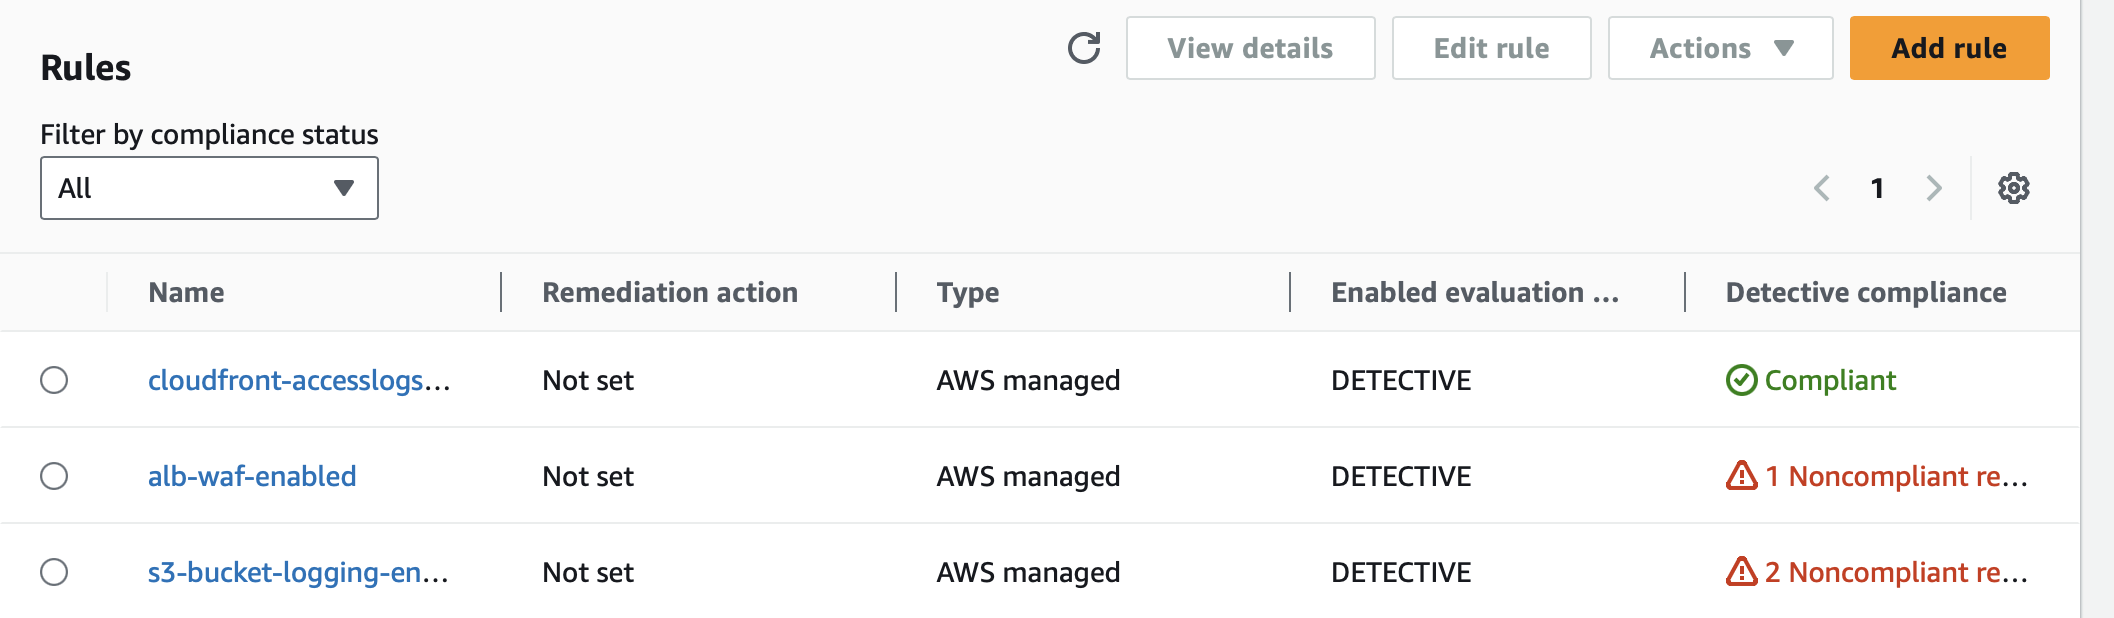 Rules
View details
Edit rule
Actions
Add rule
Filter by compliance status
All
1
Name
Remediation action
Type
Enabled evaluation ...
Detective compliance
cloudfront-accesslogs...
Not set
AWS managed
DETECTIVE
Compliant
alb-waf-enabled
Not set
AWS managed
DETECTIVE
1 Noncompliant re...
s3-bucket-logging-en...
Not set
AWS managed
DETECTIVE
2 Noncompliant re...